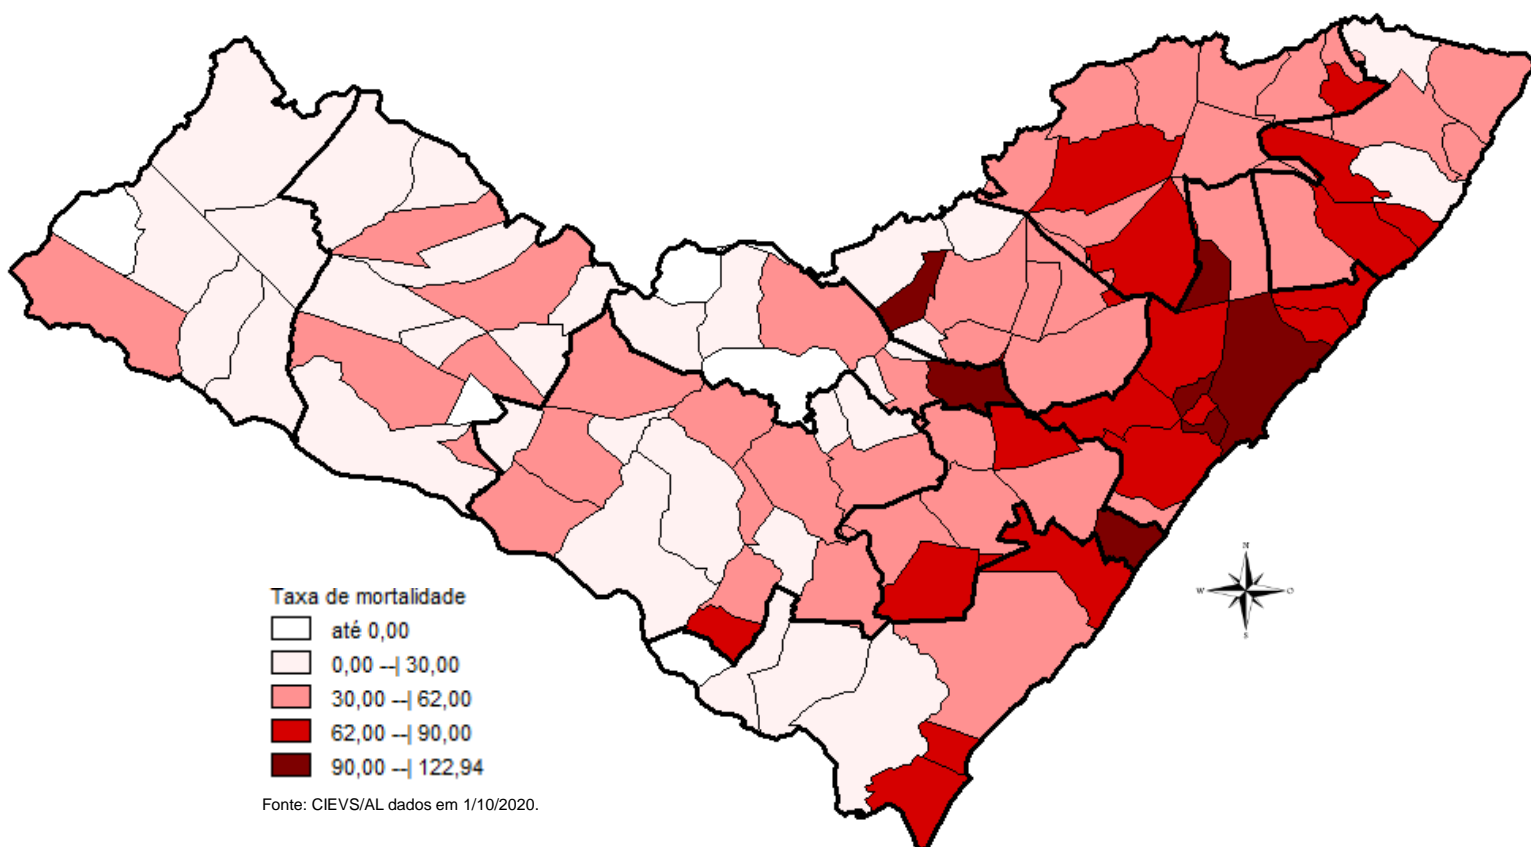 Taxa de mortalidade
até 0,00
0,00 --| 30,00
30,00 --| 62,00
62,00 --| 90,00
90,00 --| 122,94
Fonte: CIEVS/AL dados em 1/10/2020.
N
W O
S